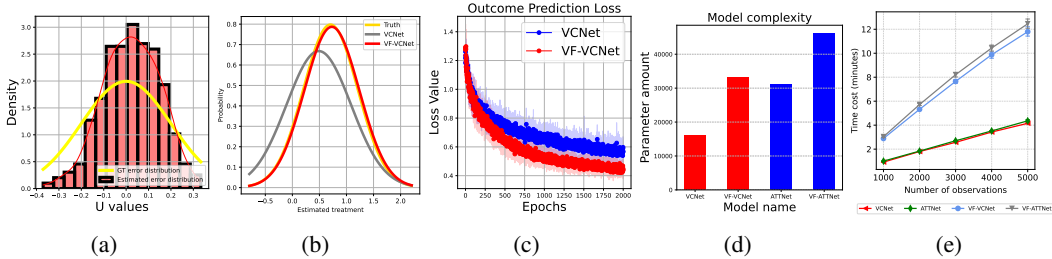 Density
3.0
2.5
2.0
1.5
1.0
0.5
0.0
GT error distribution
Estimated error distribution
-0.3 -0.2 -0.1 0.0 0.1 0.2 0.3
U values
(a)
Probability
0.8
0.7
0.6
0.5
0.4
0.3
0.2
0.1
0.0
Truth
VCNet
VF-VCNet
-0.5 0.0 0.5 1.0 1.5 2.0
Estimated treatment
(b)
Outcome Prediction Loss
Loss Value
1.4
1.2
1.0
0.8
0.6
0.4
VCNet
VF-VCNet
0 250 500 750 1000 1250 1500 1750 2000
Epochs
(c)
Model complexity
Parameter amount
40000
30000
20000
10000
0
VCNet VF-VCNet ATTNet VF-ATTNet
Model name
(d)
Time cost (minutes)
12
10
8
6
4
2
1000 2000 3000 4000 5000
Number of observations
VCNet ATTNet VF-VCNet VF-ATTNet
(e)